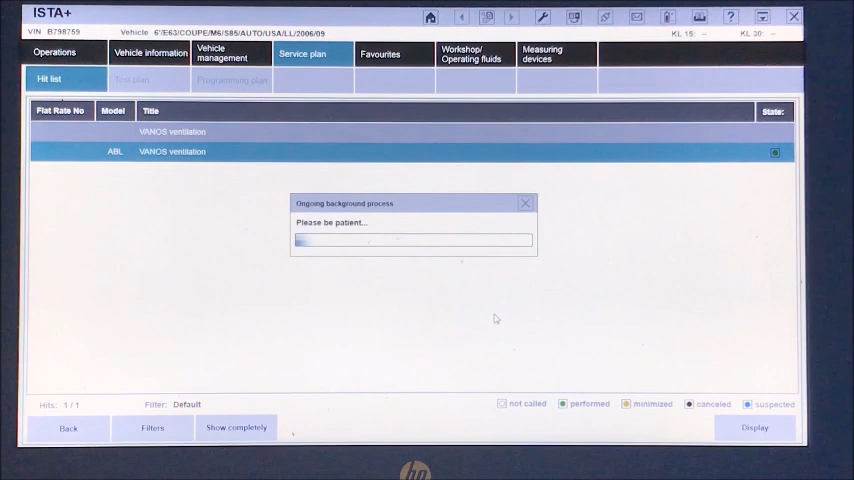 ISTA+
VIN B798759 Vehicle 6'/E63/COUPE/M6/S85/AUTO/USA/LL/2006/09 KL 15: -- KL 30: --
Operations Vehicle information Vehicle management Service plan Favourites Workshop/ Operating fluids Measuring devices
Hit list Test plan Programming plan
Flat Rate No Model Title State:
VANOS ventilation
ABL VANOS ventilation
Ongoing background process
Please be patient...
Hits: 1 / 1 Filter: Default not called performed minimized canceled suspected
Back Filters Show completely Display
hp